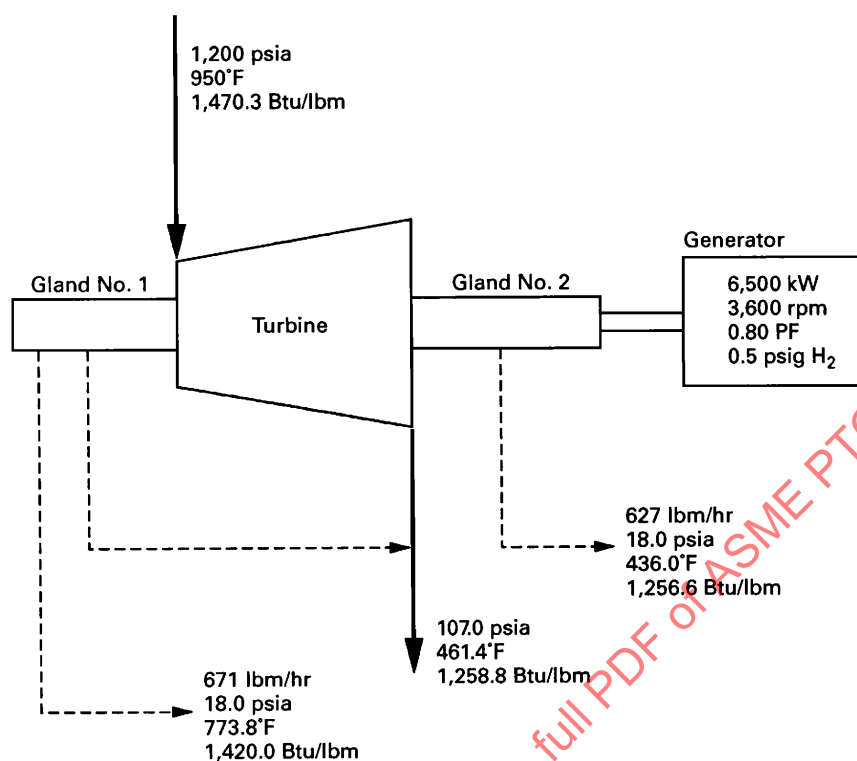 1,200 psia
950°F
1,470.3 Btu/lbm
Generator
Gland No. 1
Gland No. 2
6,500 kW
3,600 rpm
0.80 PF
0.5 psig H₂
Turbine
627 lbm/hr
18.0 psia
436.0°F
1,256.6 Btu/lbm
107.0 psia
461.4°F
1,258.8 Btu/lbm
671 lbm/hr
18.0 psia
773.8°F
1,420.0 Btu/lbm
full PDF of ASME PTC